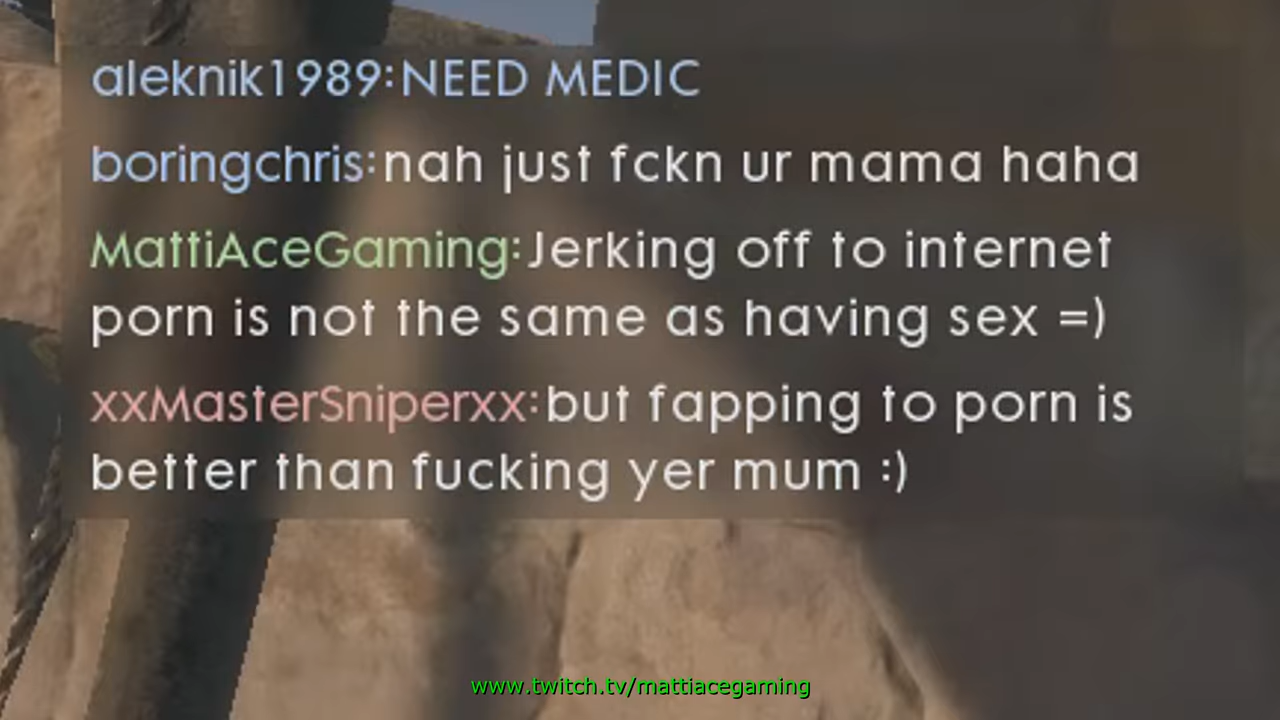 aleknik1989:NEED MEDIC
boringchris:nah just fckn ur mama haha
MattiAceGaming:Jerking off to internet
porn is not the same as having sex =)
xxMasterSniperxx:but fapping to porn is
better than fucking yer mum :)
www.twitch.tv/mattiacegaming